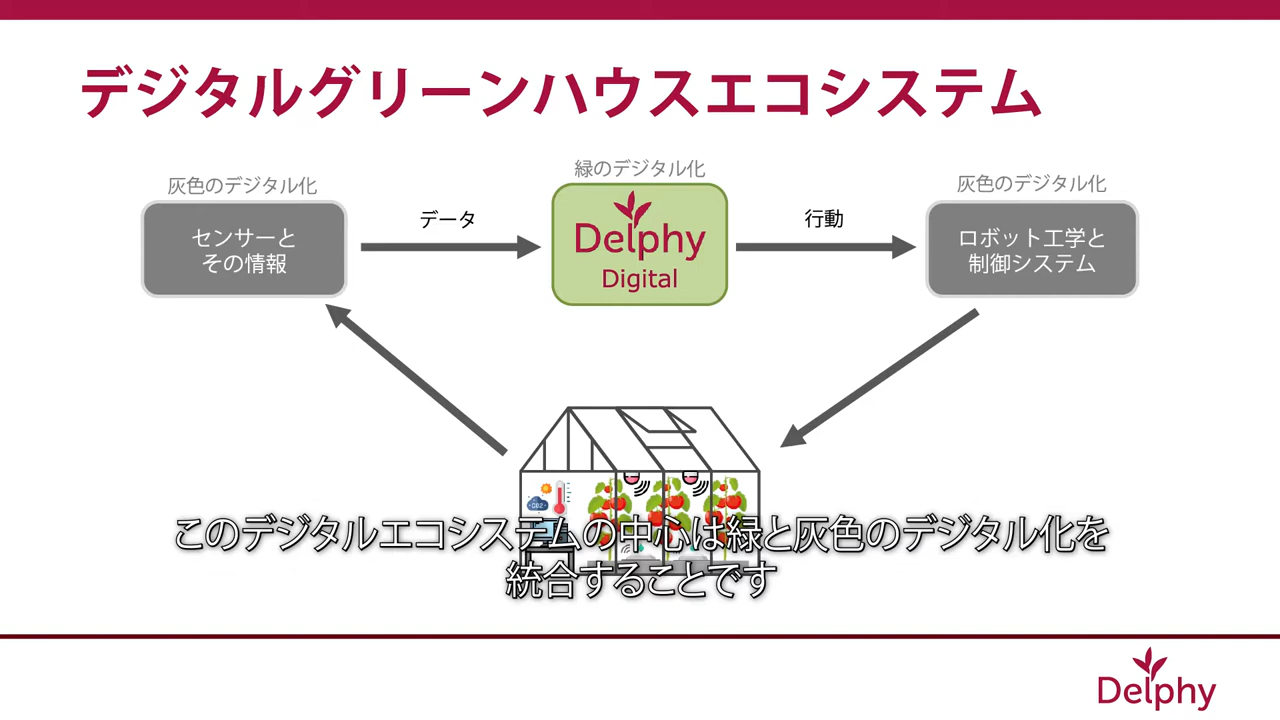 デジタルグリーンハウスエコシステム
灰色のデジタル化
緑のデジタル化
灰色のデジタル化
センサーと
その情報
データ
Delphy
Digital
行動
ロボット工学と
制御システム
CO2
このデジタルエコシステムの中心は緑と灰色のデジタル化を
統合することです
Delphy